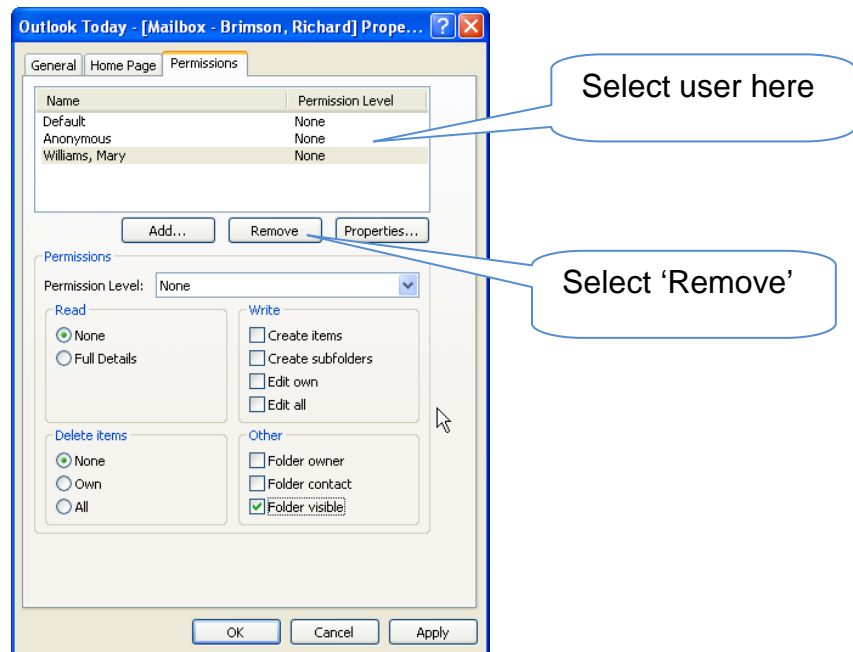 Outlook Today - [Mailbox - Brimson, Richard] Prope...
General Home Page Permissions
Name Permission Level
Default None
Anonymous None
Williams, Mary None
Select user here
Add... Remove Properties...
Select ‘Remove’
Permissions
Permission Level: None
Read
None
Full Details
Write
Create items
Create subfolders
Edit own
Edit all
Delete items
None
Own
All
Other
Folder owner
Folder contact
Folder visible
OK Cancel Apply